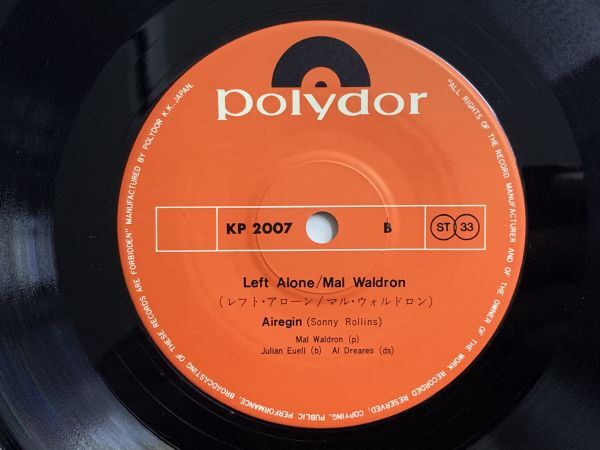 polydor
KP 2007
B
ST 33
Left Alone/Mal Waldron
(レフト・アローン/マル・ウォルドロン)
Airegin (Sonny Rollins)
Mal Waldron (p)
Julian Euell (b) Al Dreares (ds)
"ALL RIGHTS OF THE RECORD MANUFACTURER AND OF THE OWNER OF THE WORK RECORDED RESERVED, COPYING, PUBLIC PERFORMANCE, BROADCASTING OF THESE RECORDS ARE FORBIDDEN" MANUFACTURED BY POLYDOR K.K. JAPAN.